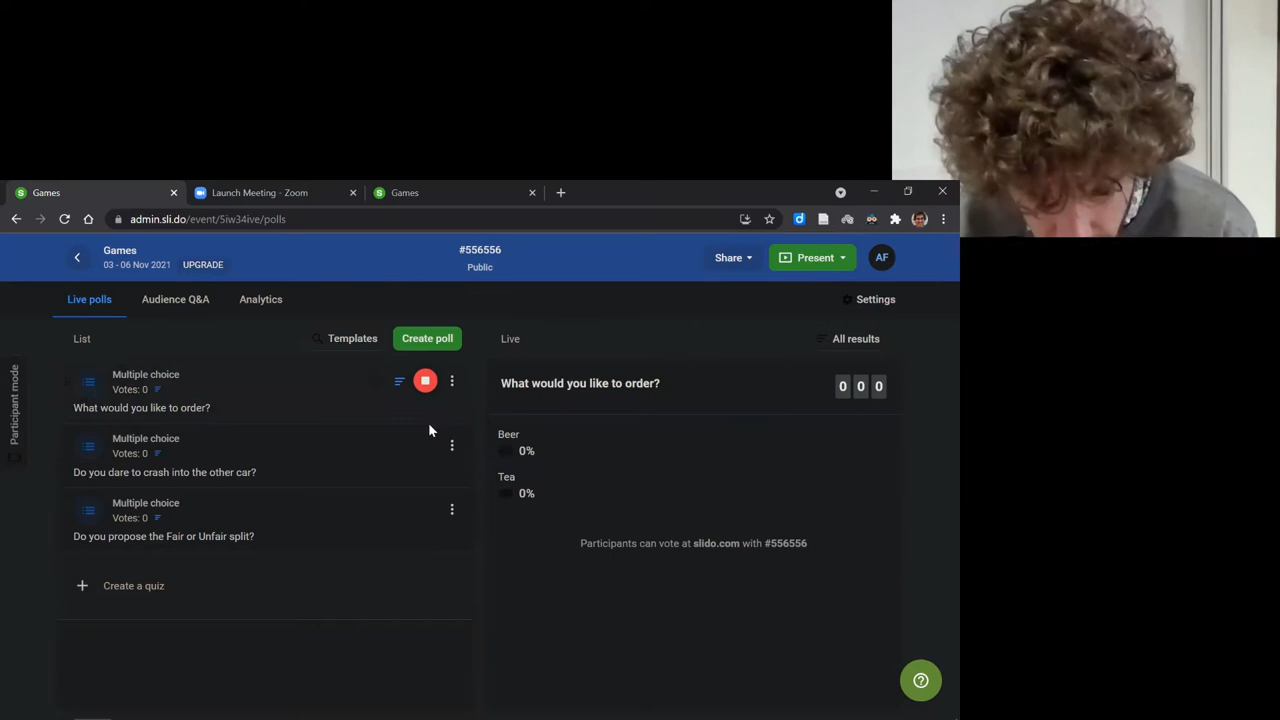 Games
Launch Meeting - Zoom
Games
admin.sli.do/event/5iw34ive/polls
Games
03 - 06 Nov 2021 UPGRADE
#556556
Public
Share
Present
AF
Live polls
Audience Q&A
Analytics
Settings
List
Templates
Create poll
Live
All results
Participant mode
Multiple choice
Votes: 0
What would you like to order?
Multiple choice
Votes: 0
Do you dare to crash into the other car?
Multiple choice
Votes: 0
Do you propose the Fair or Unfair split?
Create a quiz
What would you like to order?
0 0 0
Beer
0%
Tea
0%
Participants can vote at slido.com with #556556